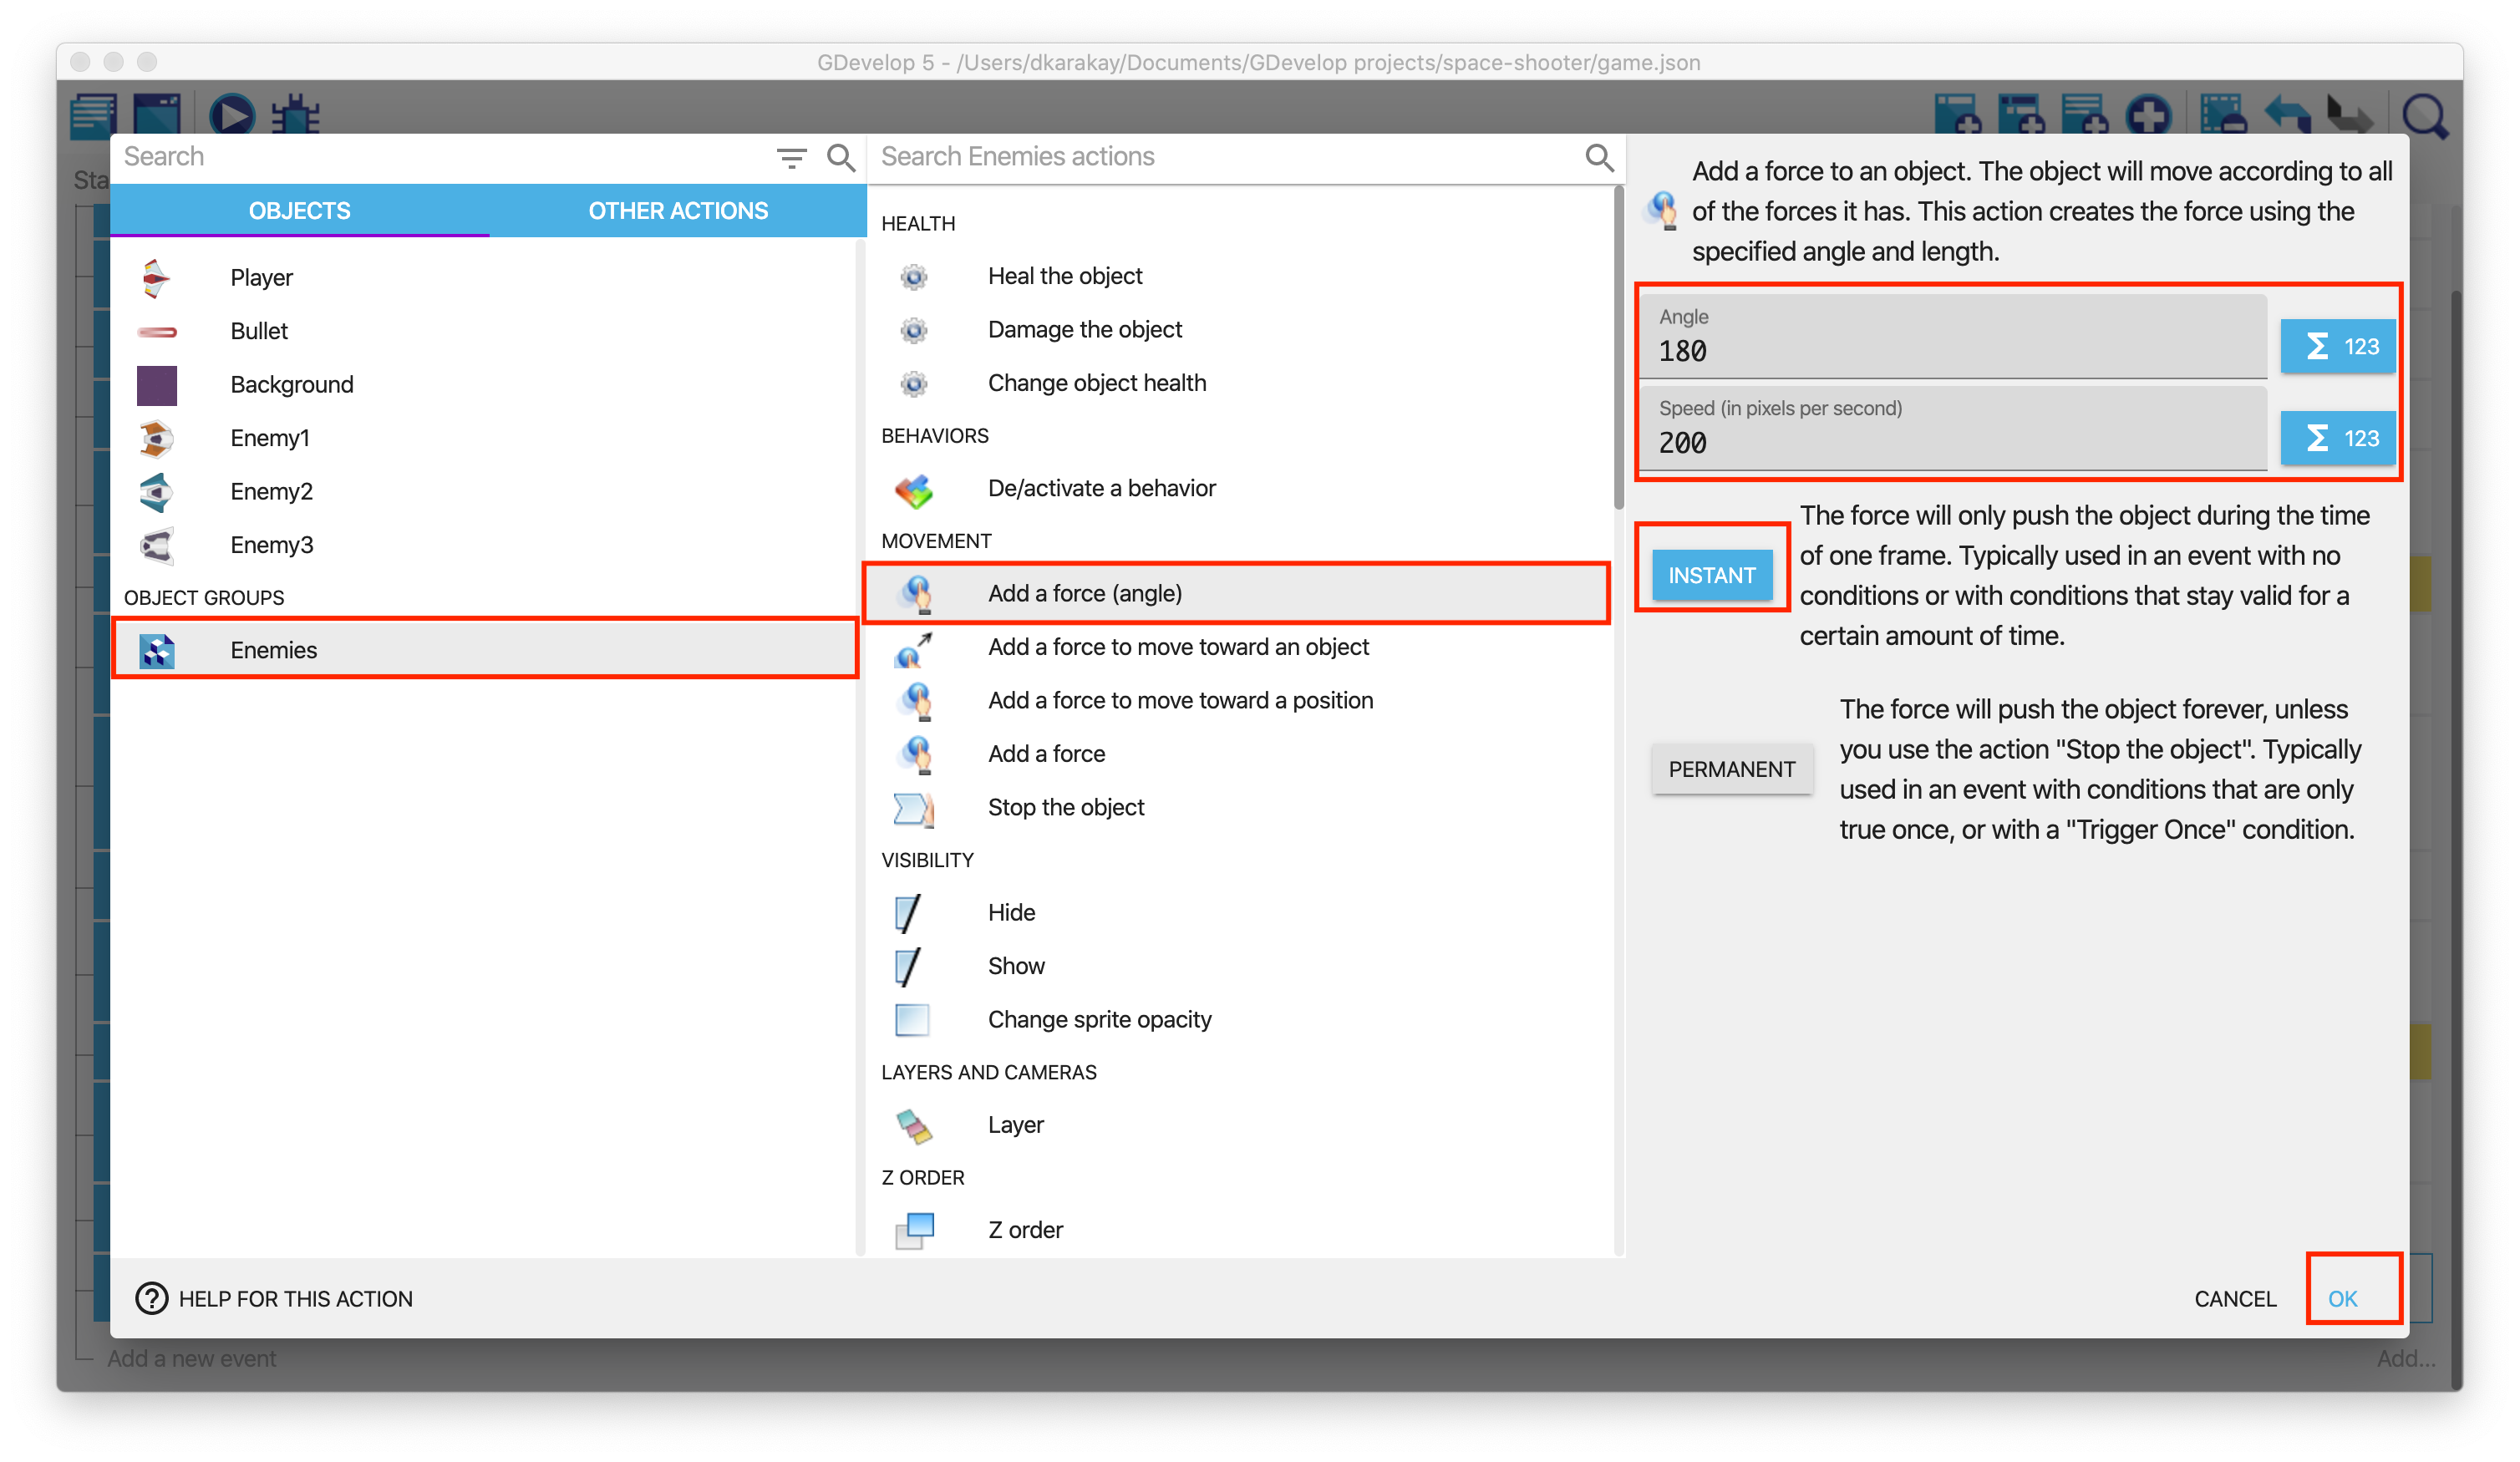 GDevelop 5 - /Users/dkarakay/Documents/GDevelop projects/space-shooter/game.json
Sta
Search
OBJECTS
OTHER ACTIONS
Player
Bullet
Background
Enemy1
Enemy2
Enemy3
OBJECT GROUPS
Enemies
Search Enemies actions
HEALTH
Heal the object
Damage the object
Change object health
BEHAVIORS
De/activate a behavior
MOVEMENT
Add a force (angle)
Add a force to move toward an object
Add a force to move toward a position
Add a force
Stop the object
VISIBILITY
Hide
Show
Change sprite opacity
LAYERS AND CAMERAS
Layer
Z ORDER
Z order
Add a force to an object. The object will move according to all
of the forces it has. This action creates the force using the
specified angle and length.
Angle
180
Σ 123
Speed (in pixels per second)
200
Σ 123
INSTANT
The force will only push the object during the time
of one frame. Typically used in an event with no
conditions or with conditions that stay valid for a
certain amount of time.
PERMANENT
The force will push the object forever, unless
you use the action "Stop the object". Typically
used in an event with conditions that are only
true once, or with a "Trigger Once" condition.
HELP FOR THIS ACTION
CANCEL
OK
Add a new event
Add...